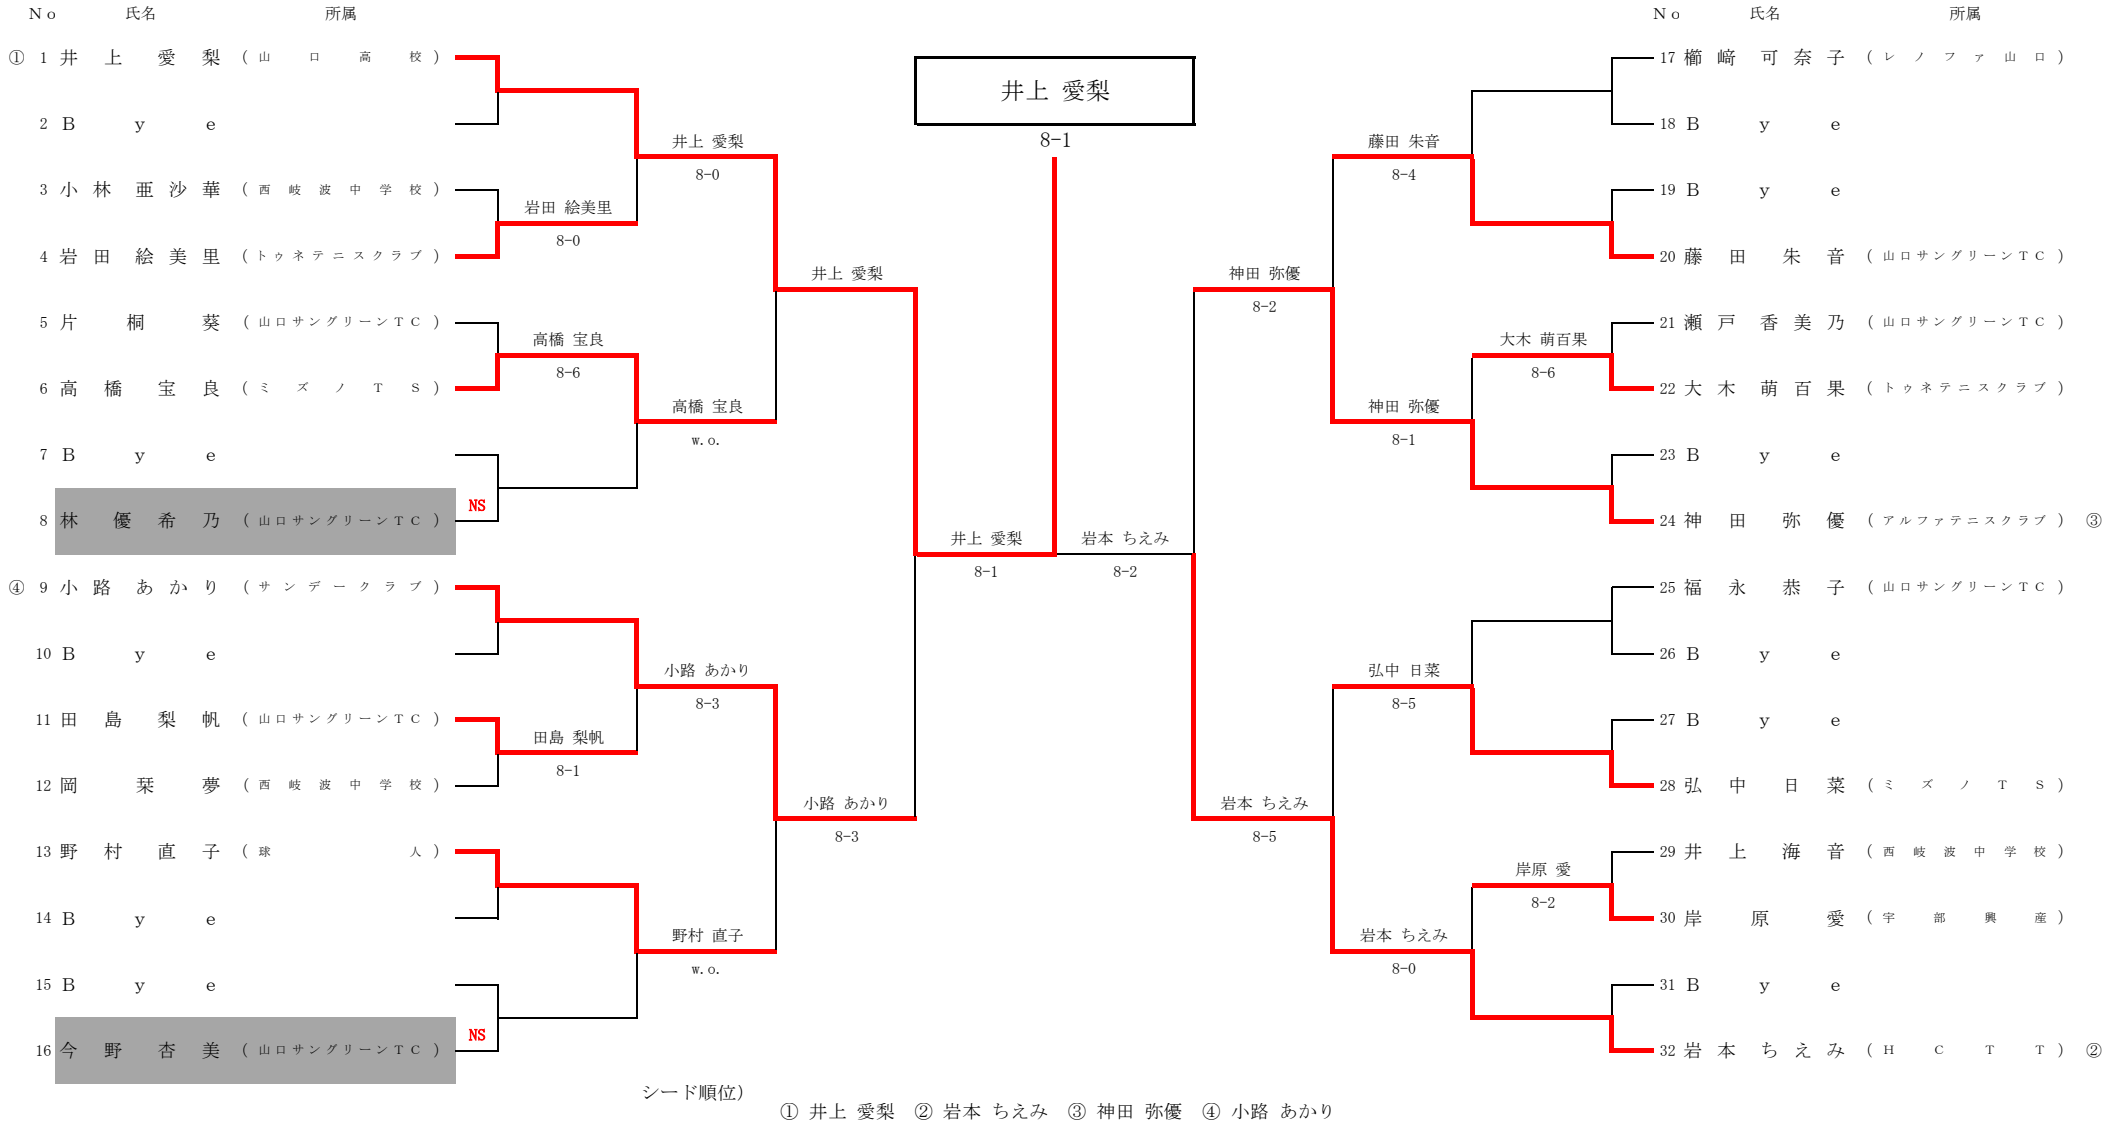 No 氏名 所属
① 1 井上 愛梨 (山口高校)
2 Bye
3 小林 亜沙華 (西岐波中学校)
4 岩田 絵美里 (トゥネテニスクラブ)
5 片桐 葵 (山口サングリーンTC)
6 高橋 宝良 (ミズノTS)
7 Bye
8 林 優希乃 (山口サングリーンTC) NS
④ 9 小路 あかり (サンデークラブ)
10 Bye
11 田島 梨帆 (山口サングリーンTC)
12 岡 栞夢 (西岐波中学校)
13 野村 直子 (球人)
14 Bye
15 Bye
16 今野 杏美 (山口サングリーンTC) NS
岩田 絵美里
8-0
高橋 宝良
8-6
田島 梨帆
8-1
井上 愛梨
8-0
高橋 宝良
w.o.
小路 あかり
8-3
野村 直子
w.o.
井上 愛梨
小路 あかり
8-3
井上 愛梨
8-1
井上 愛梨
8-1
岩本 ちえみ
8-2
神田 弥優
8-2
岩本 ちえみ
8-5
藤田 朱音
8-4
神田 弥優
8-1
弘中 日菜
8-5
岩本 ちえみ
8-0
大木 萌百果
8-6
岸原 愛
8-2
No 氏名 所属
17 櫛﨑 可奈子 (レノファ山口)
18 Bye
19 Bye
20 藤田 朱音 (山口サングリーンTC)
21 瀬戸 香美乃 (山口サングリーンTC)
22 大木 萌百果 (トゥネテニスクラブ)
23 Bye
24 神田 弥優 (アルファテニスクラブ) ③
25 福永 恭子 (山口サングリーンTC)
26 Bye
27 Bye
28 弘中 日菜 (ミズノTS)
29 井上 海音 (西岐波中学校)
30 岸原 愛 (宇部興産)
31 Bye
32 岩本 ちえみ (HCTT) ②
シード順位)
① 井上 愛梨 ② 岩本 ちえみ ③ 神田 弥優 ④ 小路 あかり